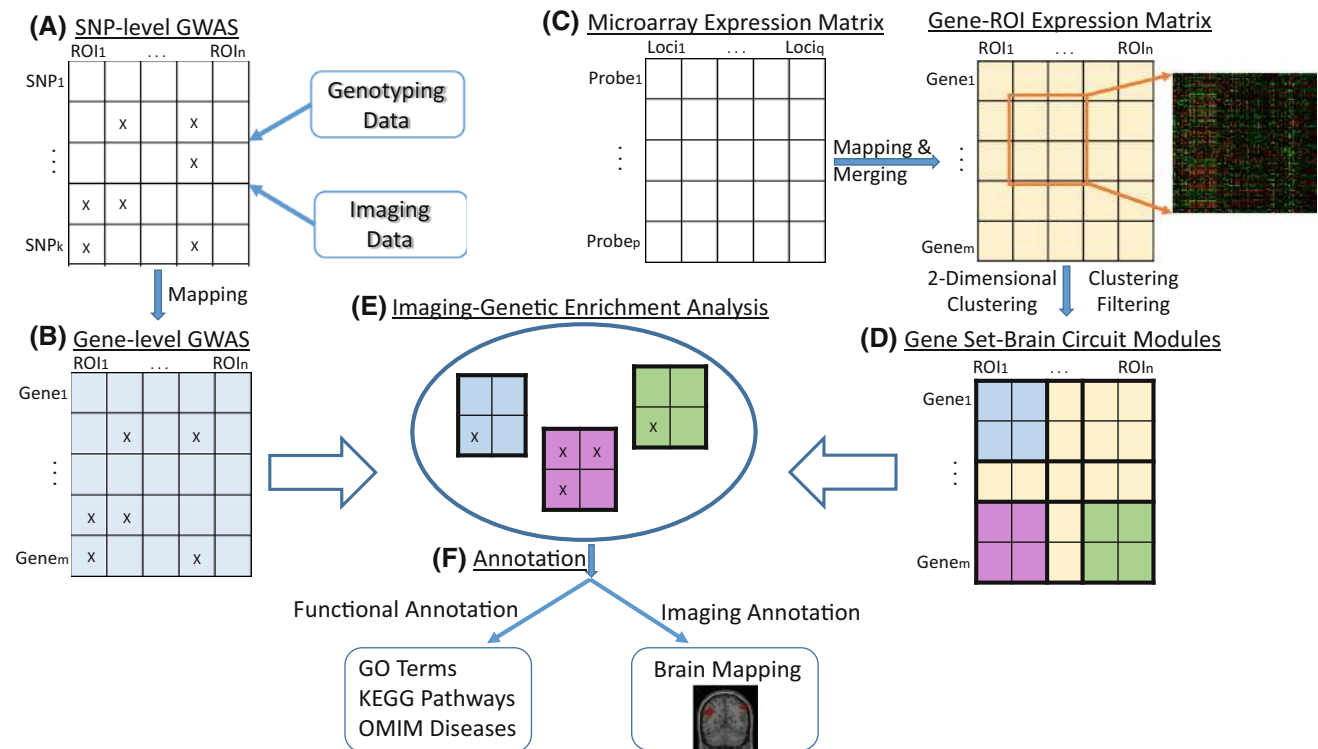 (A) SNP-level GWAS
ROI1 ... ROIn
SNP1
x x
⋮ x
x x
SNPk x x
Genotyping
Data
Imaging
Data
Mapping
(B) Gene-level GWAS
ROI1 ... ROIn
Gene1
x x
⋮
x x
Genem x x
(C) Microarray Expression Matrix
Loci1 ... Lociq
Probe1
⋮
Probep
Mapping &
Merging
Gene-ROI Expression Matrix
ROI1 ... ROIn
Gene1
⋮
Genem
2-Dimensional
Clustering
Clustering
Filtering
(D) Gene Set-Brain Circuit Modules
ROI1 ... ROIn
Gene1
⋮
Genem
(E) Imaging-Genetic Enrichment Analysis
x
x x
x
x
(F) Annotation
Functional Annotation
Imaging Annotation
GO Terms
KEGG Pathways
OMIM Diseases
Brain Mapping